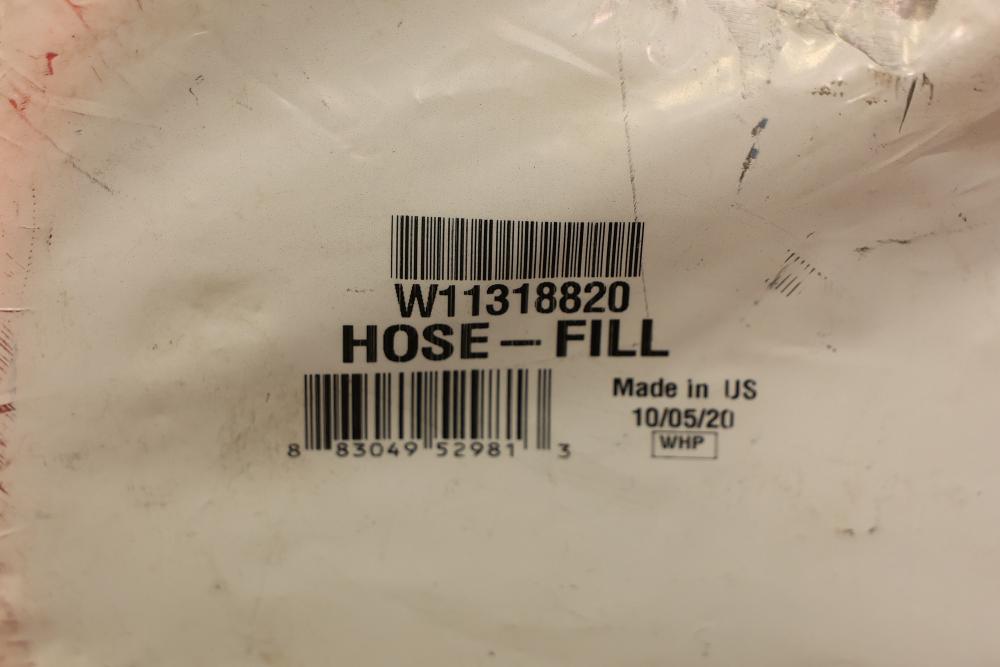 W11318820
HOSE — FILL
Made in US
10/05/20
WHP
8 83049 52981 3